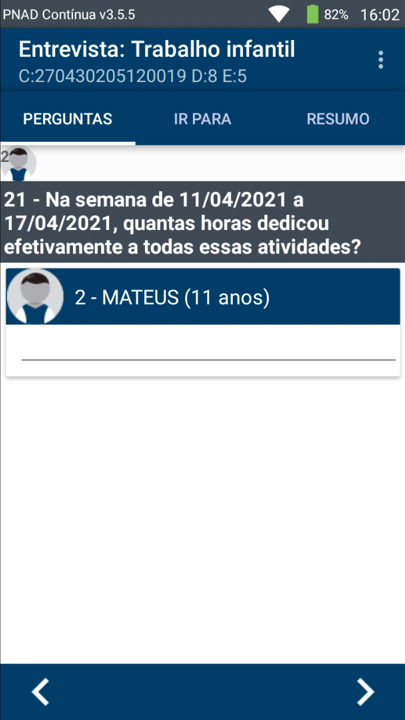 PNAD Contínua v3.5.5
82%
16:02
Entrevista: Trabalho infantil
C:270430205120019 D:8 E:5
PERGUNTAS
IR PARA
RESUMO
2
21 - Na semana de 11/04/2021 a
17/04/2021, quantas horas dedicou
efetivamente a todas essas atividades?
2 - MATEUS (11 anos)